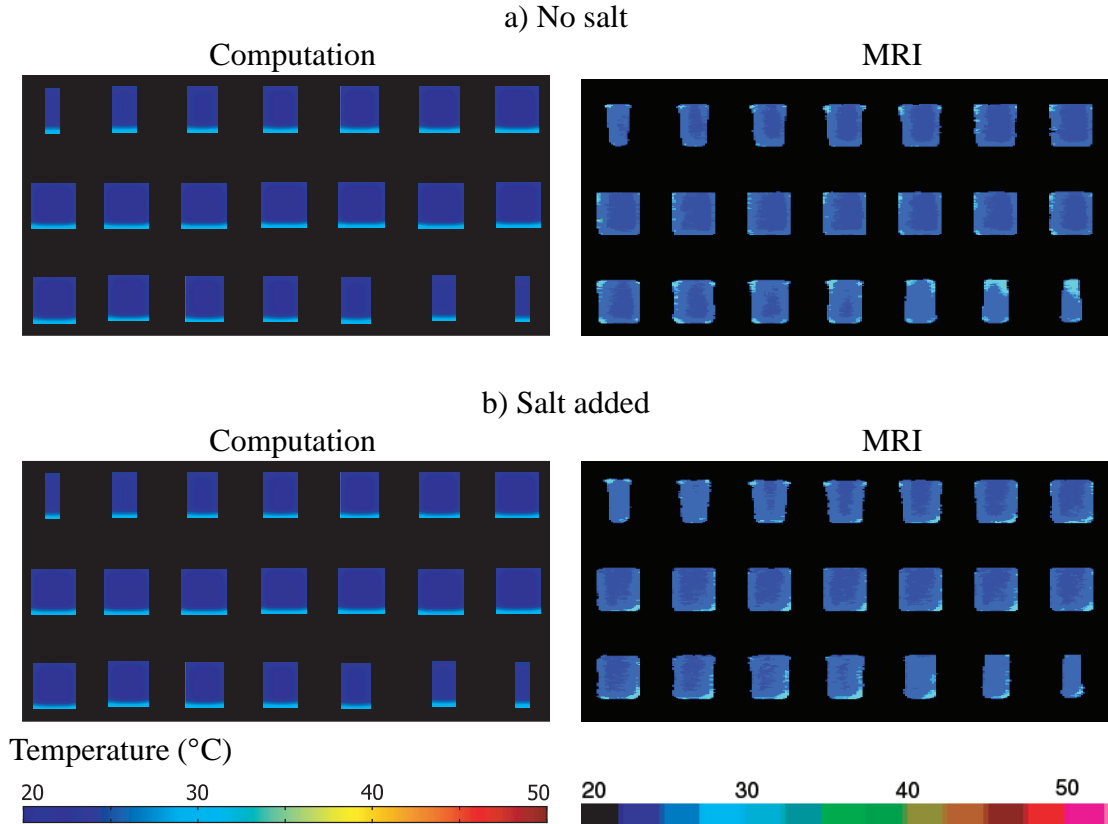 a) No salt
Computation MRI
b) Salt added
Computation MRI
Temperature (°C)
20 30 40 50 20 30 40 50